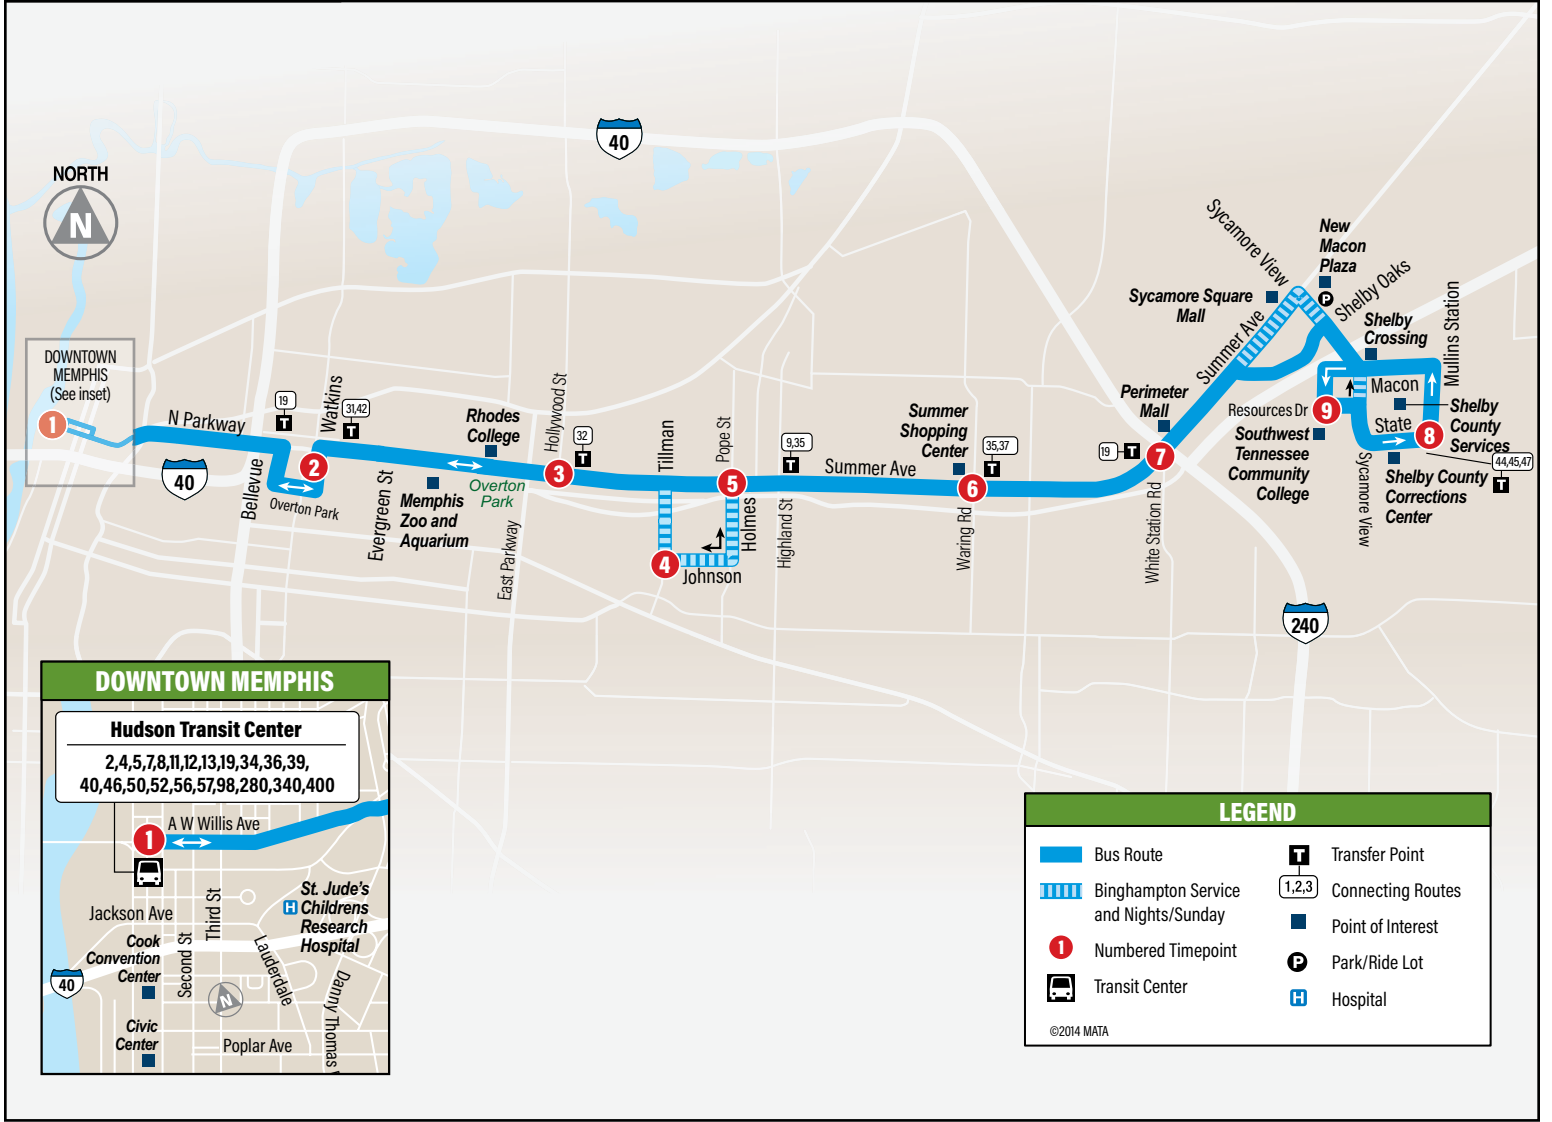 NORTH
N
40
DOWNTOWN
MEMPHIS
(See inset)
1
N Parkway
19
T
Watkins
31,42
T
40
Bellevue
2
Overton Park
Evergreen St
Memphis
Zoo and
Aquarium
Rhodes
College
Overton
Park
Hollywood St
32
T
3
East Parkway
Tillman
Pope St
5
4
Johnson
Holmes
9,35
T
Highland St
Summer Ave
Summer
Shopping
Center
35,37
T
6
Waring Rd
19
T
7
White Station Rd
Perimeter
Mall
Summer Ave
Sycamore Square
Mall
Sycamore View
New
Macon
Plaza
P
Shelby Oaks
Shelby
Crossing
Mullins Station
Macon
Resources Dr
9
State
8
Shelby
County
Services
44,45,47
T
Southwest
Tennessee
Community
College
Sycamore View
Shelby County
Corrections
Center
240
DOWNTOWN MEMPHIS
Hudson Transit Center
2,4,5,7,8,11,12,13,19,34,36,39,
40,46,50,52,56,57,98,280,340,400
1
A W Willis Ave
Jackson Ave
Third St
Second St
H
St. Jude's
Childrens
Research
Hospital
Cook
Convention
Center
40
Lauderdale
Danny Thomas
N
Civic
Center
Poplar Ave
LEGEND
Bus Route
Binghampton Service
and Nights/Sunday
1
Numbered Timepoint
Transit Center
T
Transfer Point
1,2,3
Connecting Routes
Point of Interest
P
Park/Ride Lot
H
Hospital
©2014 MATA